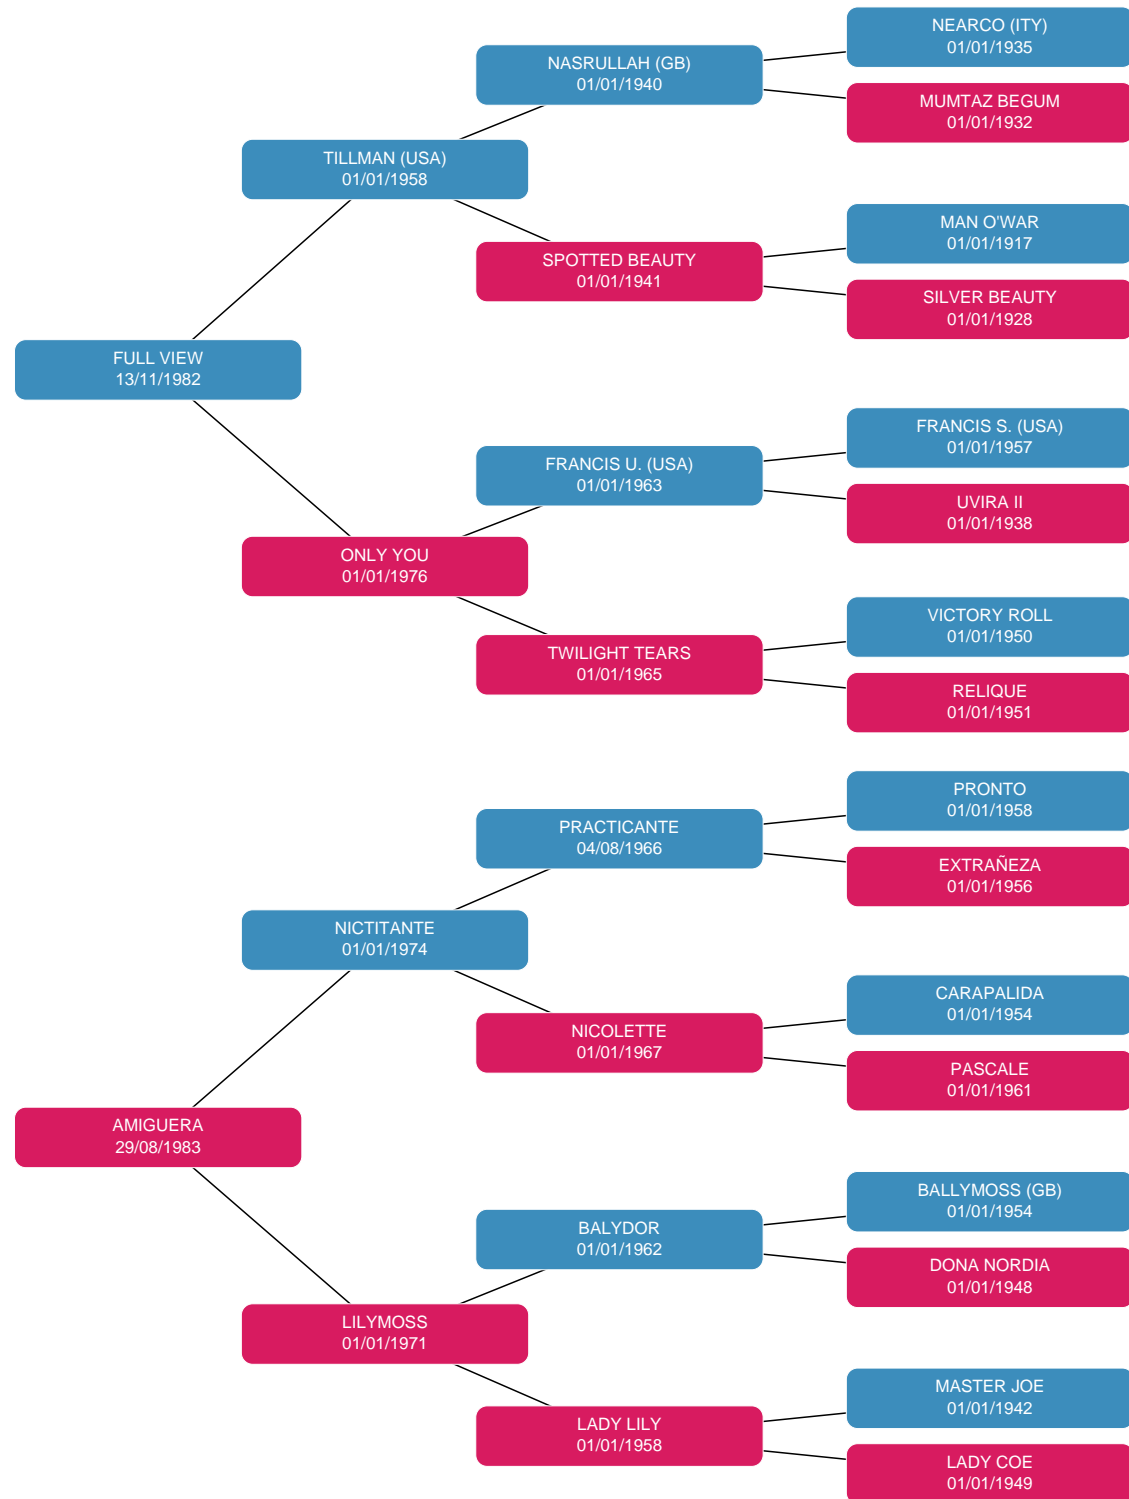 NEARCO (ITY)
01/01/1935
NASRULLAH (GB)
01/01/1940
MUMTAZ BEGUM
01/01/1932
TILLMAN (USA)
01/01/1958
MAN O'WAR
01/01/1917
SPOTTED BEAUTY
01/01/1941
SILVER BEAUTY
01/01/1928
FULL VIEW
13/11/1982
FRANCIS S. (USA)
01/01/1957
FRANCIS U. (USA)
01/01/1963
UVIRA II
01/01/1938
ONLY YOU
01/01/1976
VICTORY ROLL
01/01/1950
TWILIGHT TEARS
01/01/1965
RELIQUE
01/01/1951
PRONTO
01/01/1958
PRACTICANTE
04/08/1966
EXTRAÑEZA
01/01/1956
NICTITANTE
01/01/1974
CARAPALIDA
01/01/1954
NICOLETTE
01/01/1967
PASCALE
01/01/1961
AMIGUERA
29/08/1983
BALLYMOSS (GB)
01/01/1954
BALYDOR
01/01/1962
DONA NORDIA
01/01/1948
LILYMOSS
01/01/1971
MASTER JOE
01/01/1942
LADY LILY
01/01/1958
LADY COE
01/01/1949